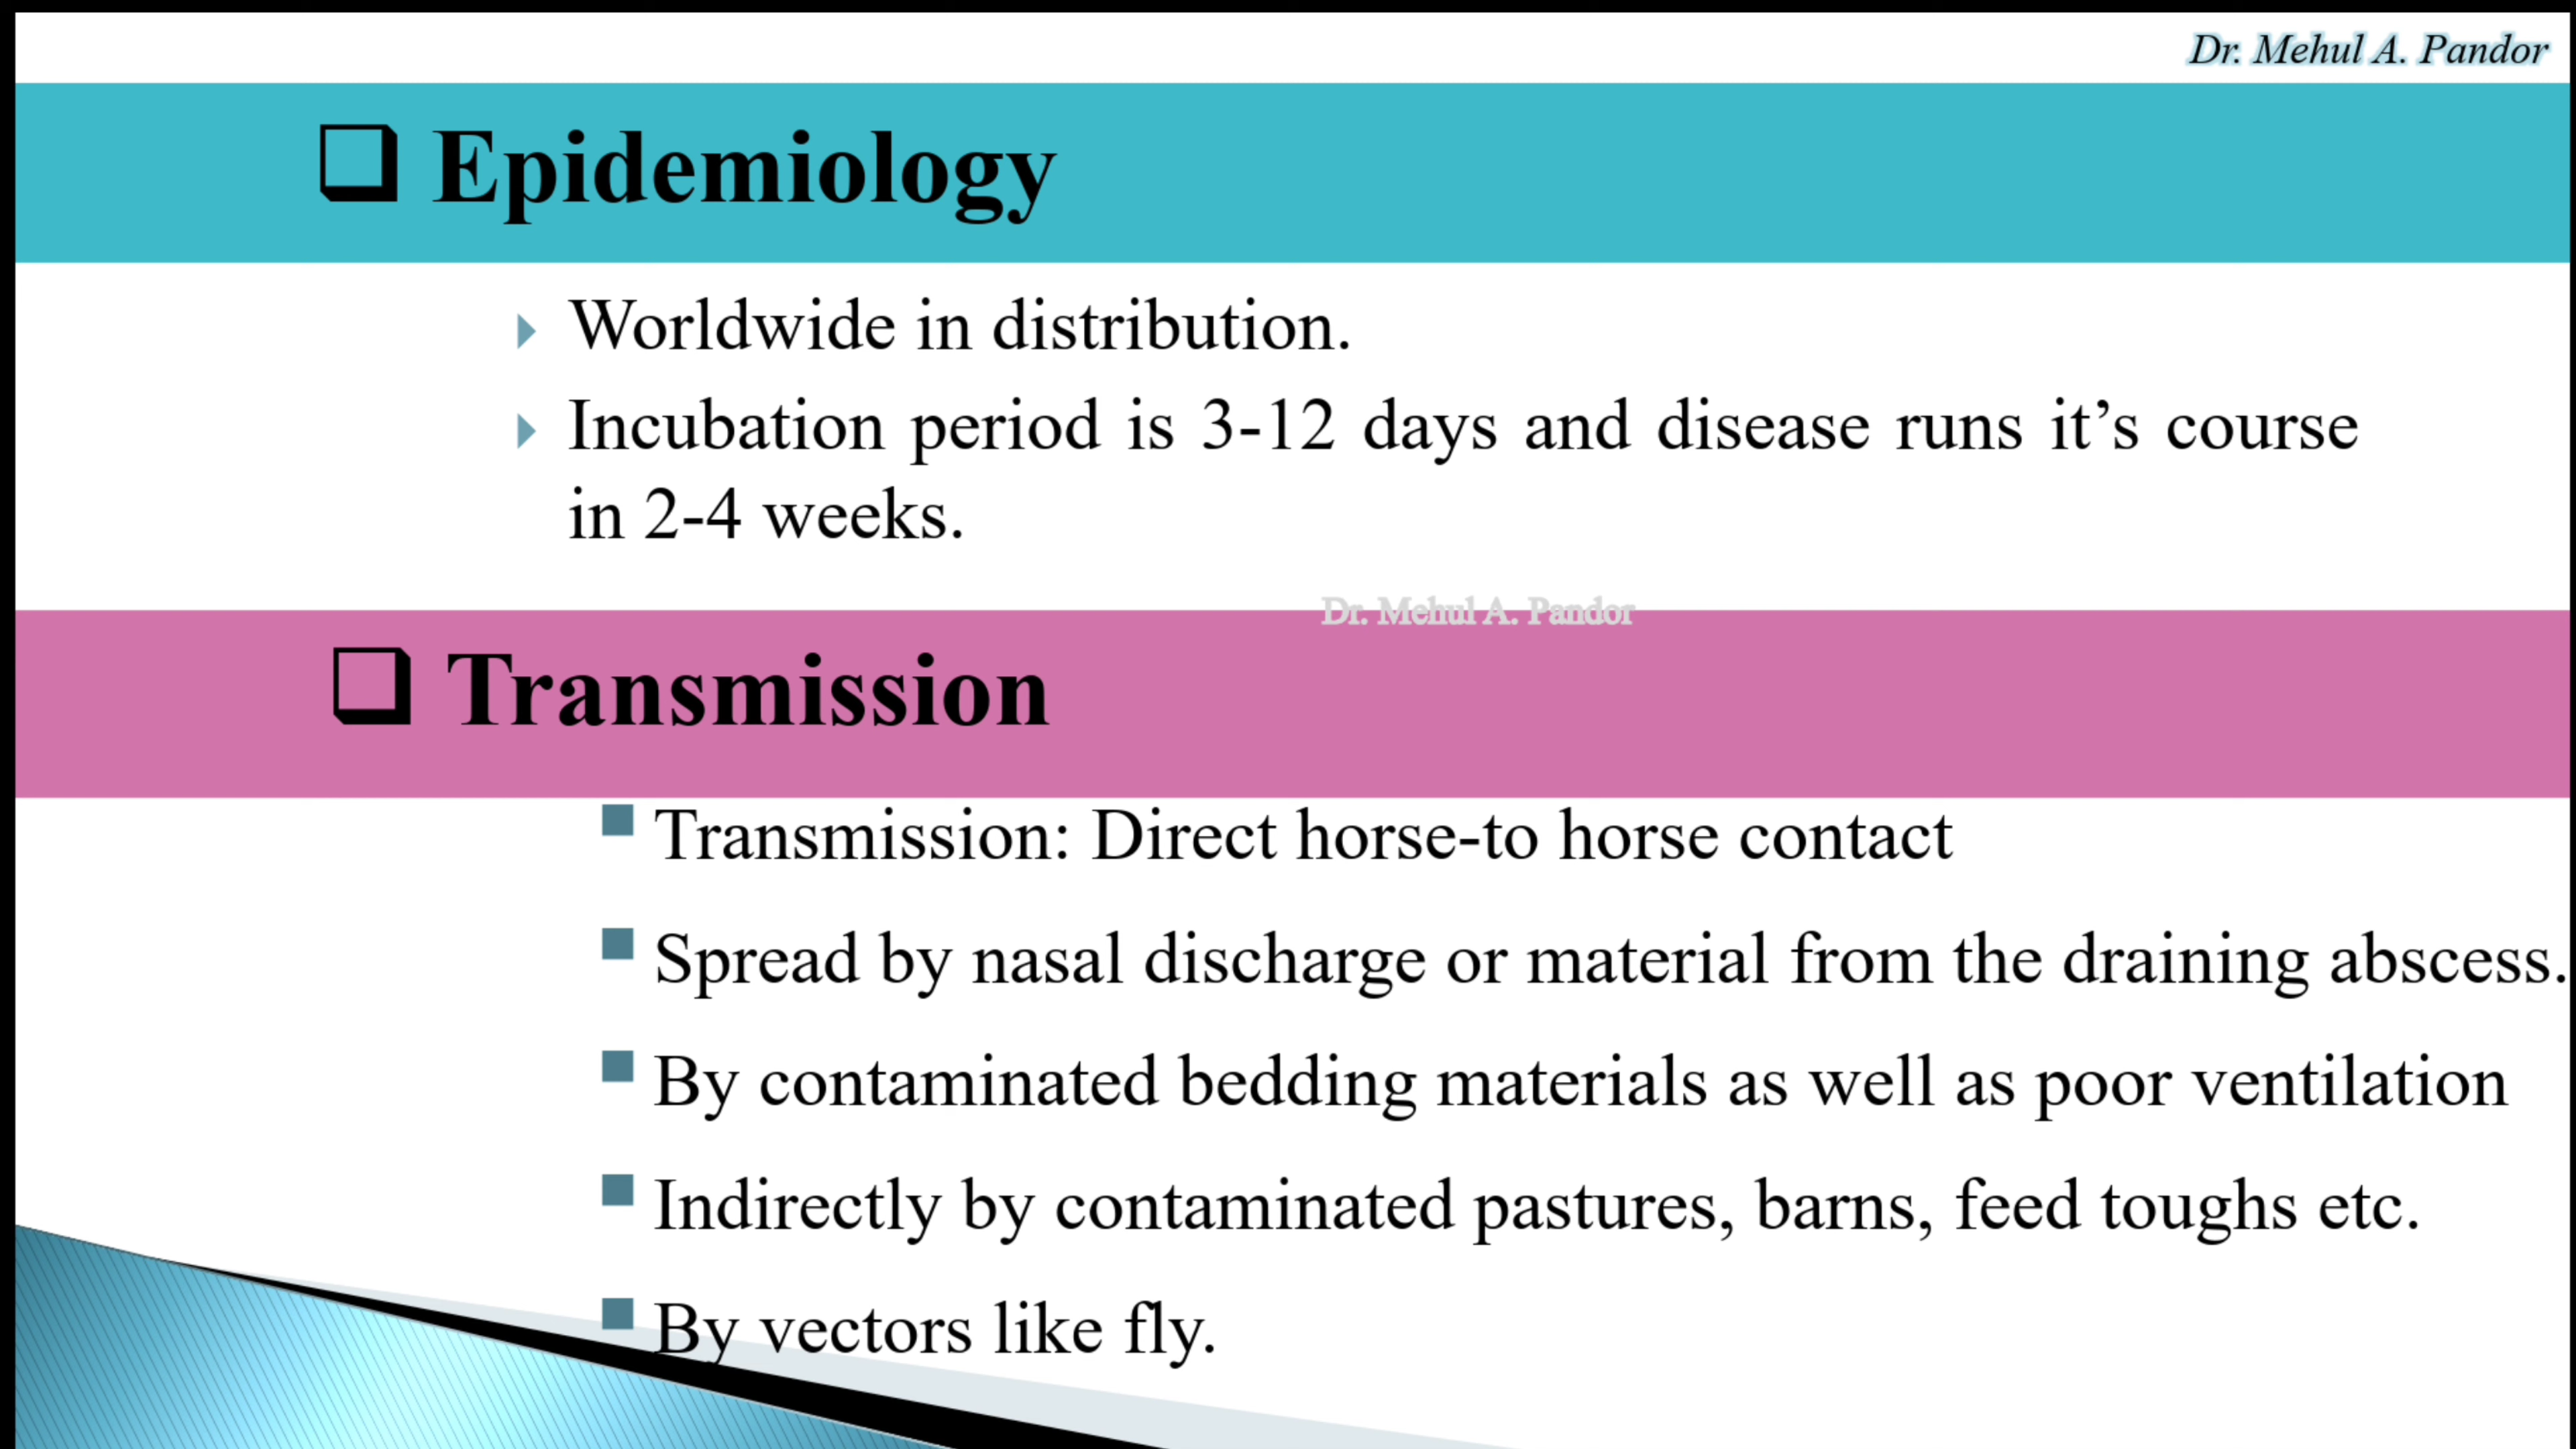 Dr. Mehul A. Pandor
❑ Epidemiology
Worldwide in distribution.
Incubation period is 3-12 days and disease runs it’s course
in 2-4 weeks.
Dr. Mehul A. Pandor
❑ Transmission
▪ Transmission: Direct horse-to horse contact
▪ Spread by nasal discharge or material from the draining abscess.
▪ By contaminated bedding materials as well as poor ventilation
▪ Indirectly by contaminated pastures, barns, feed toughs etc.
▪ By vectors like fly.